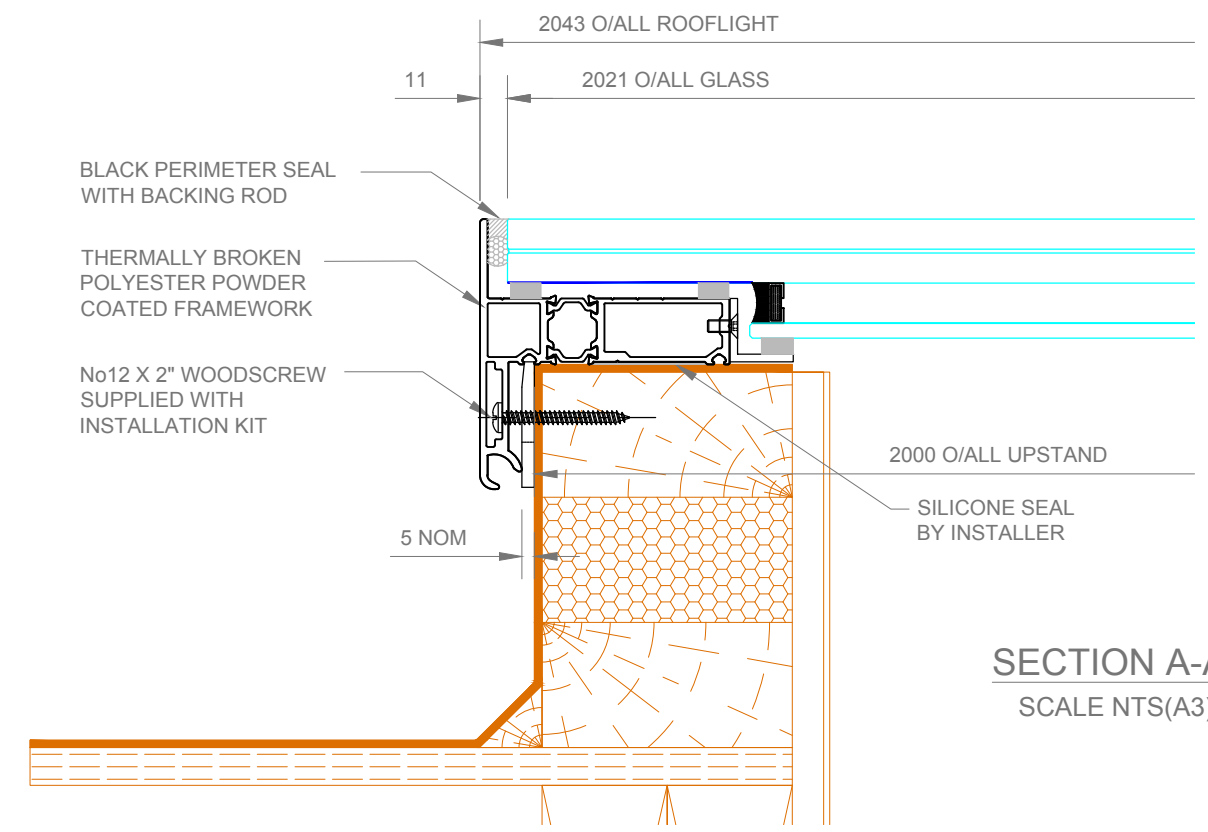 2043 O/ALL ROOFLIGHT
11
2021 O/ALL GLASS
BLACK PERIMETER SEAL
WITH BACKING ROD
THERMALLY BROKEN
POLYESTER POWDER
COATED FRAMEWORK
No12 X 2" WOODSCREW
SUPPLIED WITH
INSTALLATION KIT
2000 O/ALL UPSTAND
SILICONE SEAL
BY INSTALLER
5 NOM
SECTION A-A
SCALE NTS(A3)